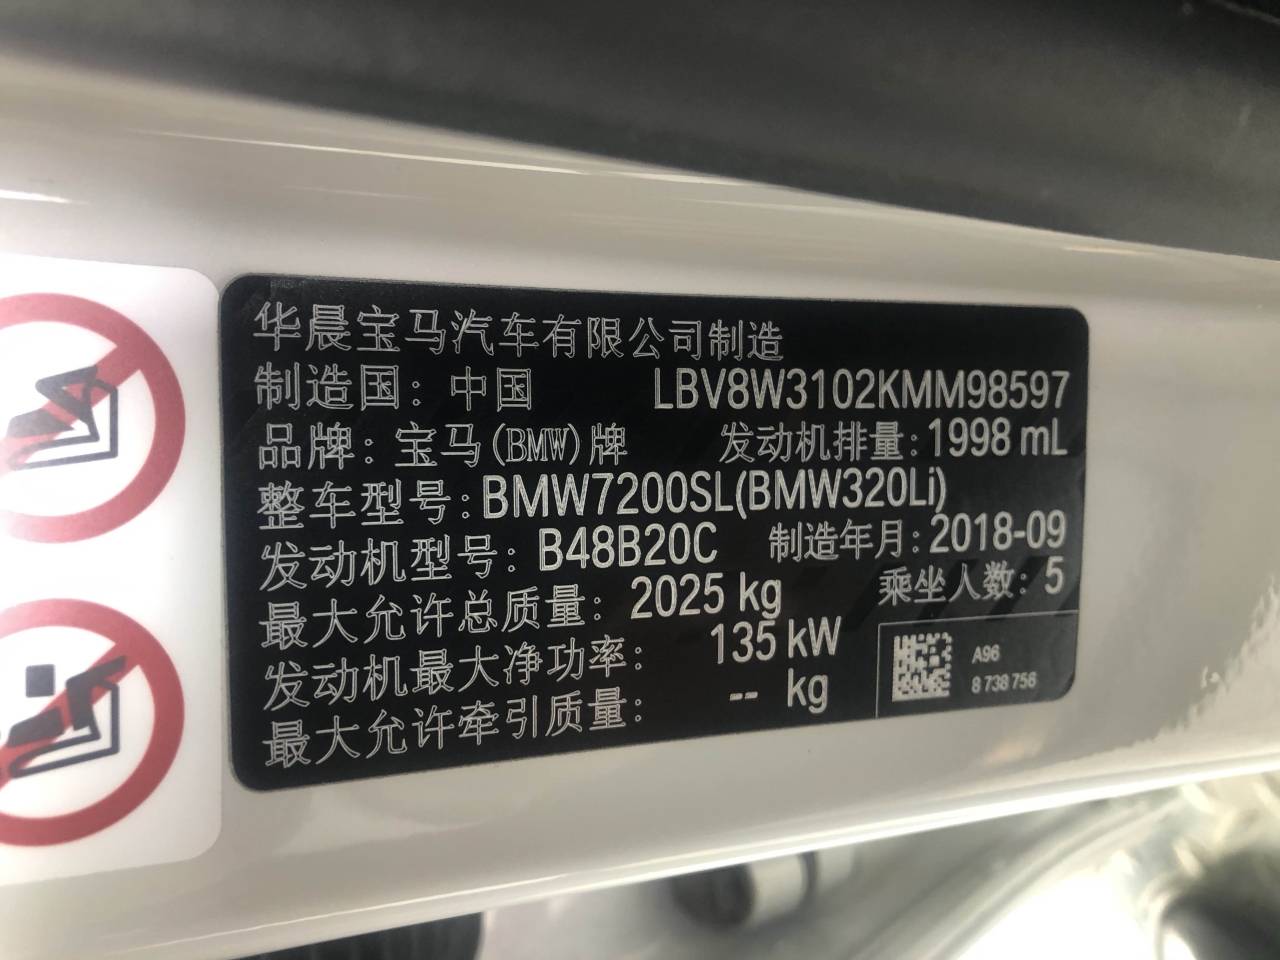 华晨宝马汽车有限公司制造
制造国：中国 LBV8W3102KMM98597
品牌：宝马(BMW)牌 发动机排量：1998 mL
整车型号：BMW7200SL(BMW320Li)
发动机型号：B48B20C 制造年月：2018-09
最大允许总质量：2025 kg 乘坐人数：5
发动机最大净功率：135 kW
最大允许牵引质量：-- kg
A96
8 738 756